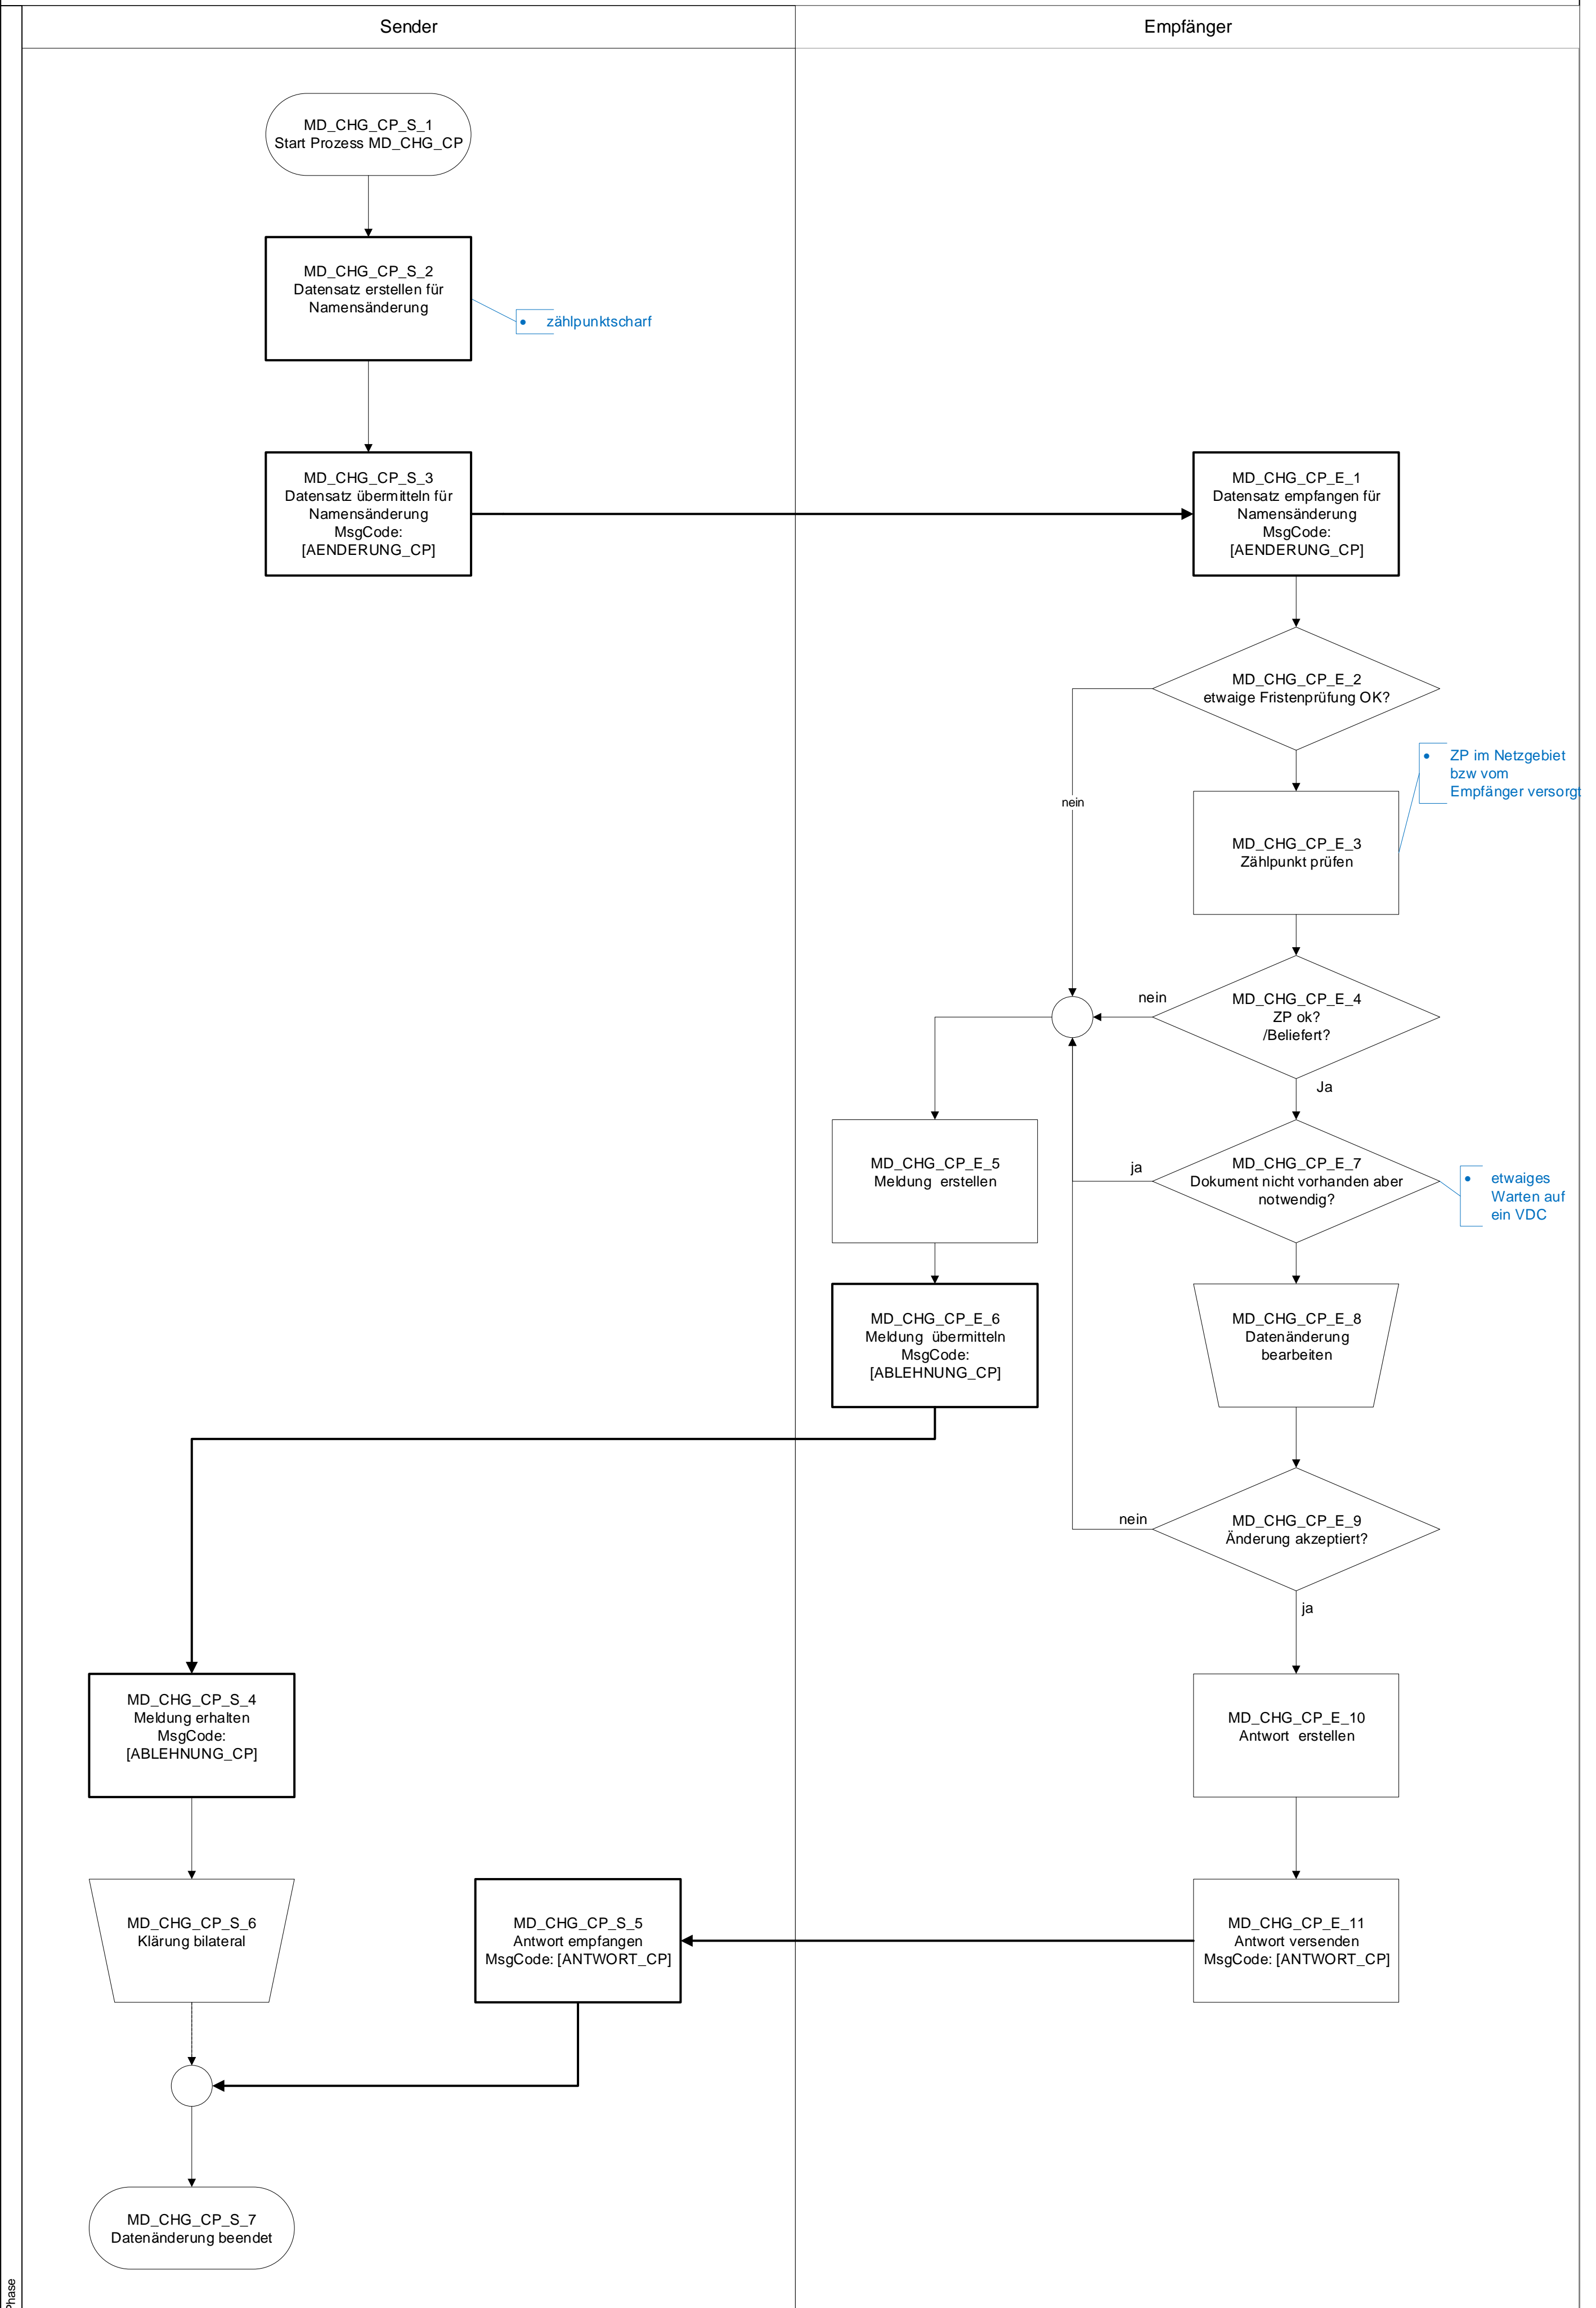 Sender
Empfänger
MD_CHG_CP_S_1
Start Prozess MD_CHG_CP
MD_CHG_CP_S_2
Datensatz erstellen für
Namensänderung
• zählpunktscharf
MD_CHG_CP_S_3
Datensatz übermitteln für
Namensänderung
MsgCode:
[AENDERUNG_CP]
MD_CHG_CP_E_1
Datensatz empfangen für
Namensänderung
MsgCode:
[AENDERUNG_CP]
MD_CHG_CP_E_2
etwaige Fristenprüfung OK?
• ZP im Netzgebiet
bzw vom
Empfänger versorgt
nein
MD_CHG_CP_E_3
Zählpunkt prüfen
nein
MD_CHG_CP_E_4
ZP ok?
/Beliefert?
Ja
MD_CHG_CP_E_5
Meldung erstellen
ja
MD_CHG_CP_E_7
Dokument nicht vorhanden aber
notwendig?
• etwaiges
Warten auf
ein VDC
MD_CHG_CP_E_6
Meldung übermitteln
MsgCode:
[ABLEHNUNG_CP]
MD_CHG_CP_E_8
Datenänderung
bearbeiten
nein
MD_CHG_CP_E_9
Änderung akzeptiert?
ja
MD_CHG_CP_S_4
Meldung erhalten
MsgCode:
[ABLEHNUNG_CP]
MD_CHG_CP_E_10
Antwort erstellen
MD_CHG_CP_S_6
Klärung bilateral
MD_CHG_CP_S_5
Antwort empfangen
MsgCode: [ANTWORT_CP]
MD_CHG_CP_E_11
Antwort versenden
MsgCode: [ANTWORT_CP]
MD_CHG_CP_S_7
Datenänderung beendet
Phase